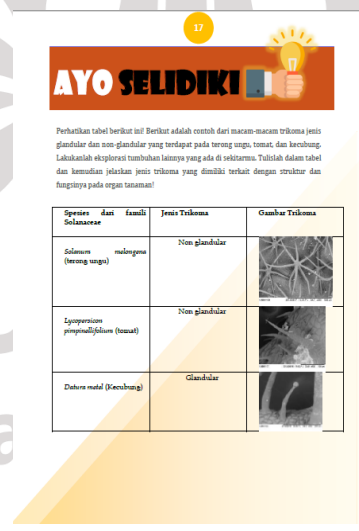 17
AYO SELIDIKI
Perhatikan tabel berikut ini! Berikut adalah contoh dari macam-macam trikoma jenis
glandular dan non-glandular yang terdapat pada terong ungu, tomat, dan kecubung.
Lakukanlah eksplorasi tumbuhan lainnya yang ada di sekitarmu. Tulislah dalam tabel
dan kemudian jelaskan jenis trikoma yang dimiliki terkait dengan struktur dan
fungsinya pada organ tanaman!
Spesies dari famili
Solanaceae
Jenis Trikoma
Gambar Trikoma
Solanum melongena
(terong ungu)
Non glandular
Lycopersicon
pimpinellifolium (tomat)
Non glandular
Datura metel (Kecubung)
Glandular